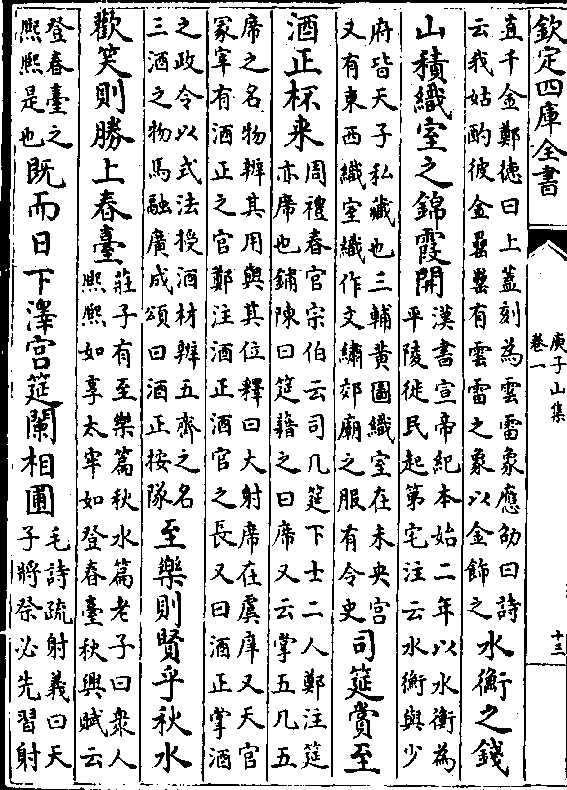 欽定四庫全書
庾子山集
卷一
十三
直千金鄭徳曰上葢刻為雲雷象應劭曰詩
云我姑酌彼金罍罍有雲雷之象以金飾之
水衡之錢
山積織室之錦霞開
漢書宣帝紀本始二年以水衡為
平陵徙民起第宅注云水衡與少
府皆天子私藏也三輔黄圖織室在未央宫
又有東西織室織作文繡郊廟之服有令史
司筵賞至
酒正杯来
周禮春官宗伯云司几筵下士二人鄭注筵
亦席也鋪陳曰筵藉之曰席又云掌五几五
席之名物辨其用與其位釋曰大射席在虞庠又天官
冡宰有酒正之官鄭注酒正酒官之長又曰酒正掌酒
之政令以式法授酒材辨五齊之名
三酒之物馬融廣成頌曰酒正按隊
至樂則賢乎秋水
歡笑則勝上春臺
莊子有至樂篇秋水篇老子曰衆人
熙熙如享太牢如登春臺秋興賦云
登春臺之
熙熙是也
既而日下澤宫筵闌相圃
毛詩疏射義曰天
子將祭必先習射